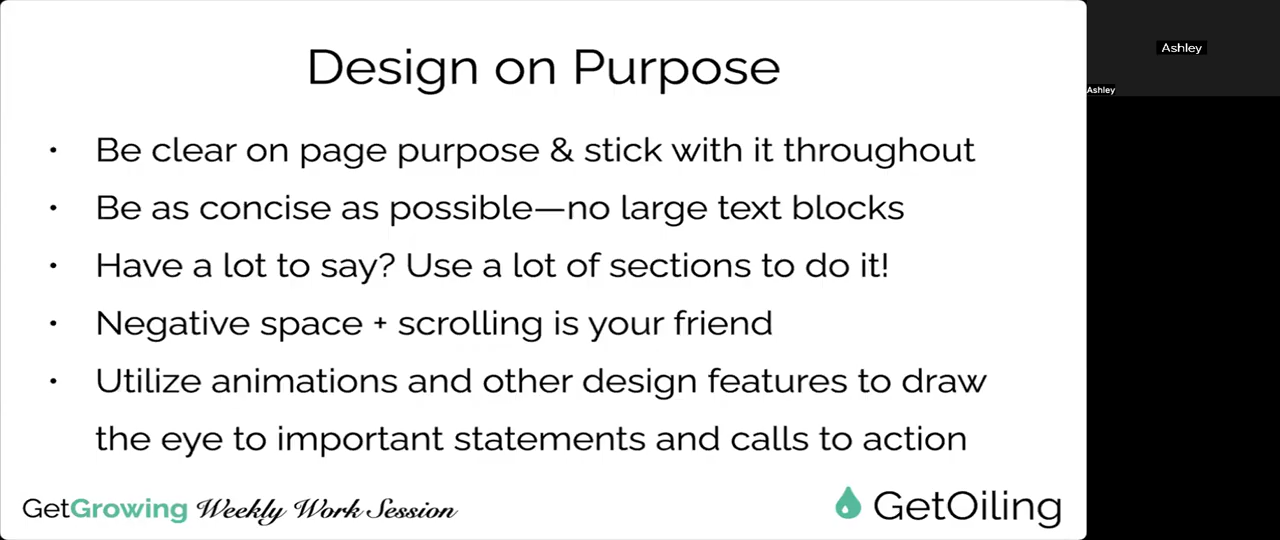 Design on Purpose
• Be clear on page purpose & stick with it throughout
• Be as concise as possible—no large text blocks
• Have a lot to say? Use a lot of sections to do it!
• Negative space + scrolling is your friend
• Utilize animations and other design features to draw
the eye to important statements and calls to action
GetGrowing Weekly Work Session
GetOiling
Ashley
Ashley